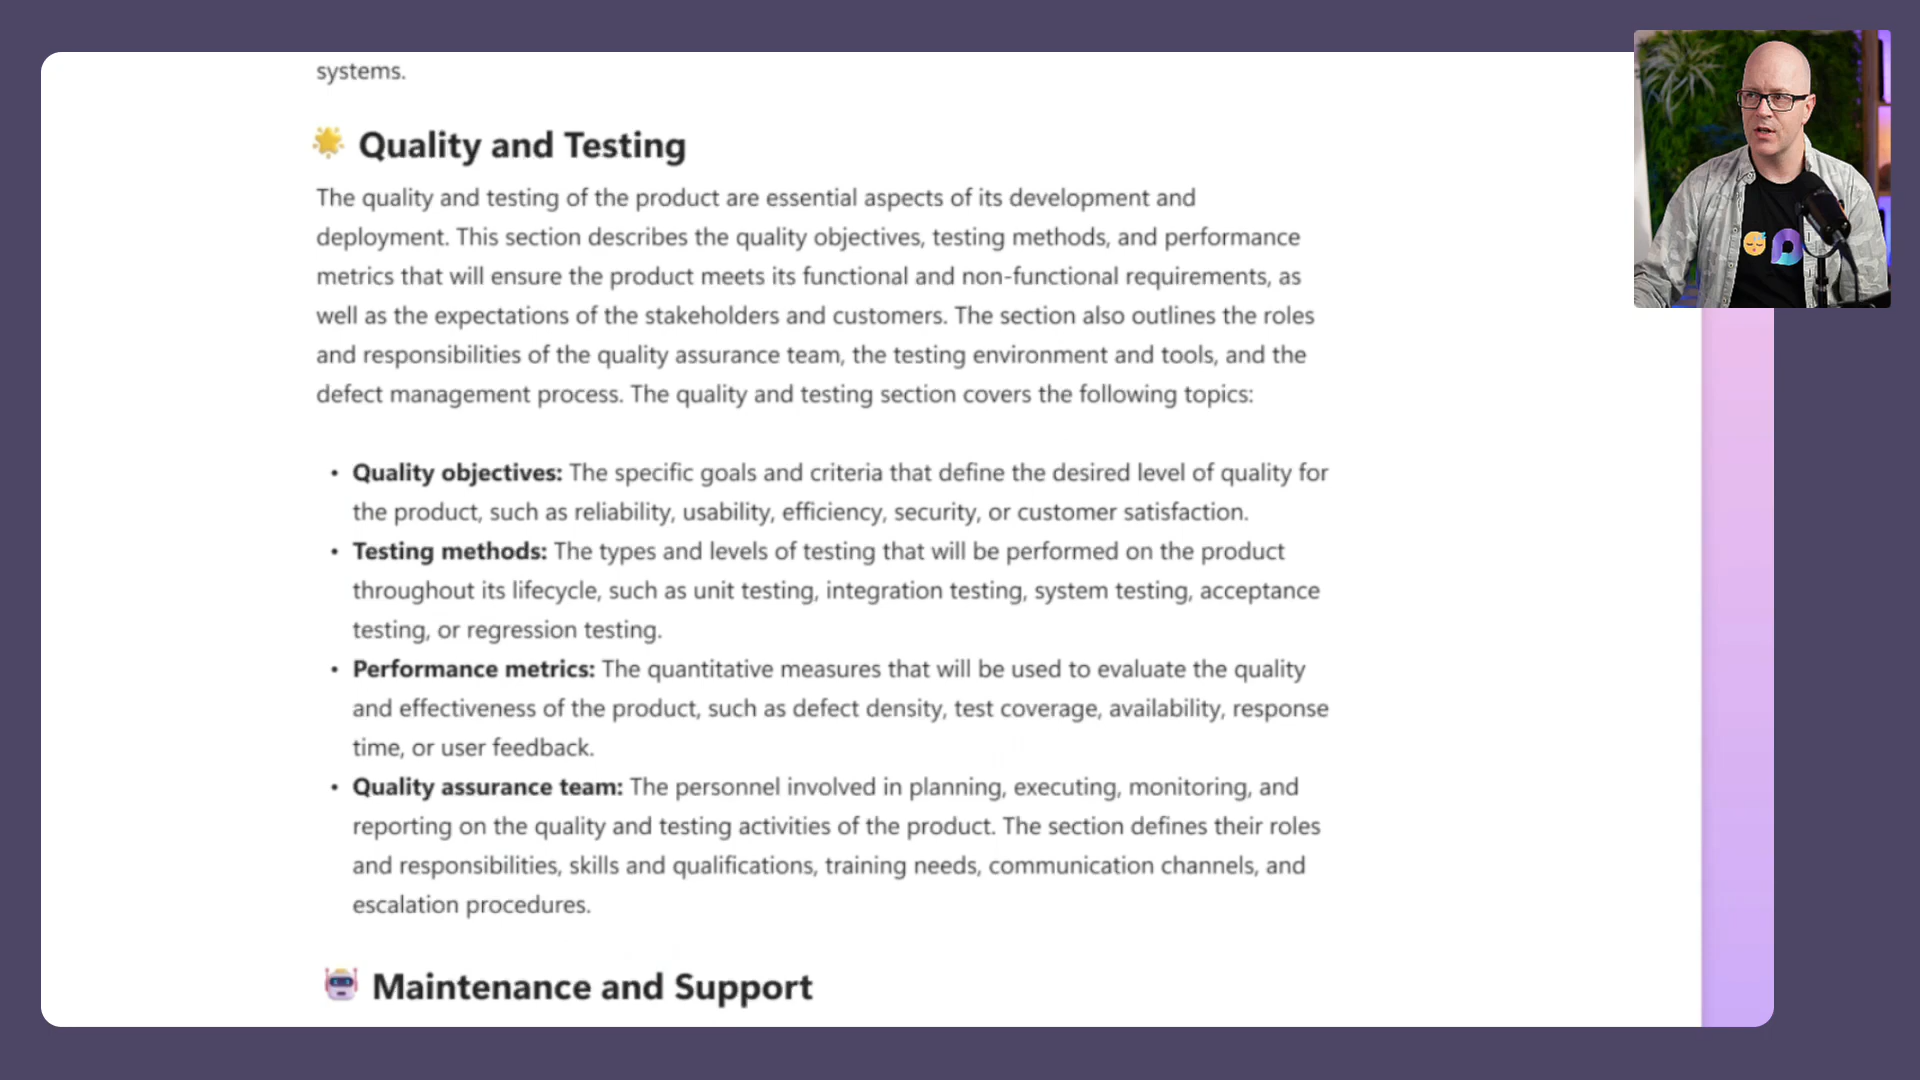 systems.
Quality and Testing
The quality and testing of the product are essential aspects of its development and
deployment. This section describes the quality objectives, testing methods, and performance
metrics that will ensure the product meets its functional and non-functional requirements, as
well as the expectations of the stakeholders and customers. The section also outlines the roles
and responsibilities of the quality assurance team, the testing environment and tools, and the
defect management process. The quality and testing section covers the following topics:
• Quality objectives: The specific goals and criteria that define the desired level of quality for
the product, such as reliability, usability, efficiency, security, or customer satisfaction.
• Testing methods: The types and levels of testing that will be performed on the product
throughout its lifecycle, such as unit testing, integration testing, system testing, acceptance
testing, or regression testing.
• Performance metrics: The quantitative measures that will be used to evaluate the quality
and effectiveness of the product, such as defect density, test coverage, availability, response
time, or user feedback.
• Quality assurance team: The personnel involved in planning, executing, monitoring, and
reporting on the quality and testing activities of the product. The section defines their roles
and responsibilities, skills and qualifications, training needs, communication channels, and
escalation procedures.
Maintenance and Support